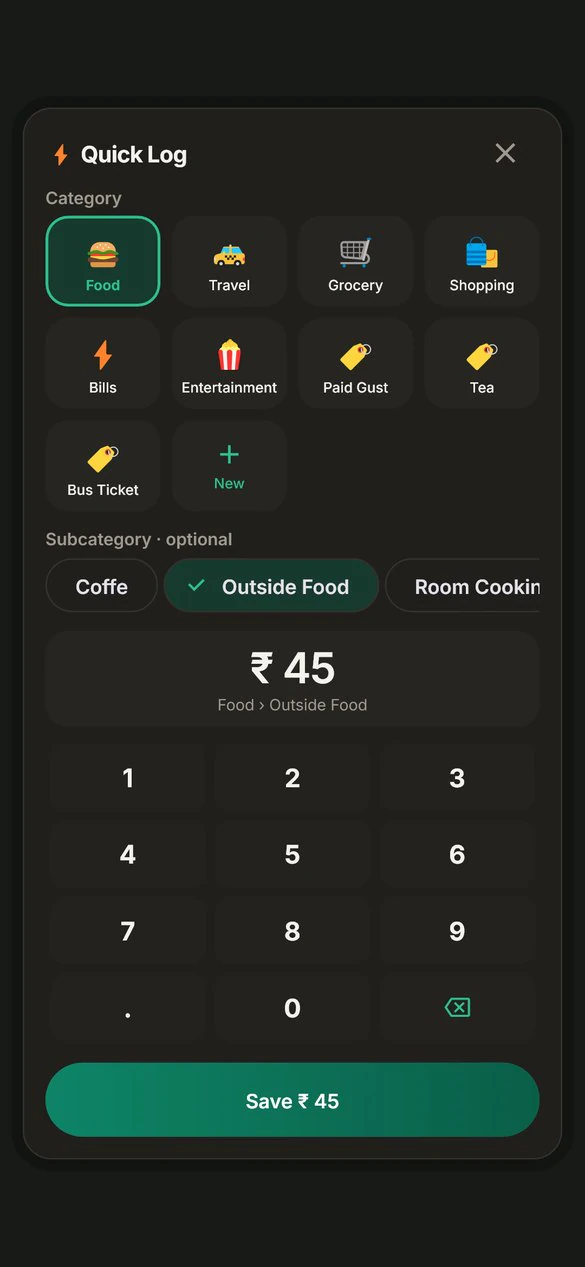 Quick Log
Category
Food
Travel
Grocery
Shopping
Bills
Entertainment
Paid Gust
Tea
Bus Ticket
New
Subcategory · optional
Coffe
Outside Food
Room Cookin
₹ 45
Food › Outside Food
1 2 3
4 5 6
7 8 9
. 0
Save ₹ 45